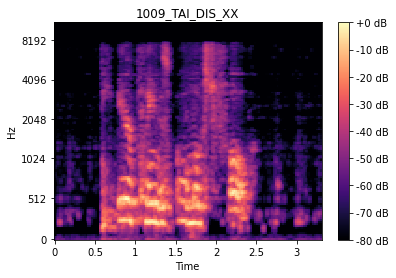 1009_TAI_DIS_XX
+0 dB
8192
-10 dB
4096
-20 dB
-30 dB
2048
Hz
-40 dB
1024
-50 dB
-60 dB
512
-70 dB
0
-80 dB
0 0.5 1 1.5 2 2.5 3
Time